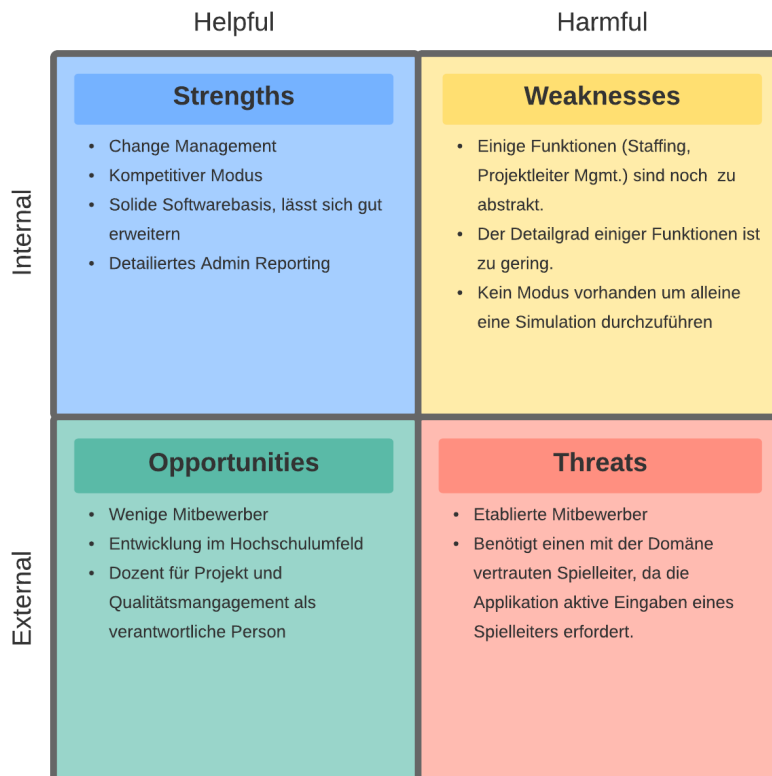 Helpful
Harmful
Internal
Strengths
• Change Management
• Kompetitiver Modus
• Solide Softwarebasis, lässt sich gut
erweitern
• Detailiertes Admin Reporting
Weaknesses
• Einige Funktionen (Staffing,
Projektleiter Mgmt.) sind noch zu
abstrakt.
• Der Detailgrad einiger Funktionen ist
zu gering.
• Kein Modus vorhanden um alleine
eine Simulation durchzuführen
External
Opportunities
• Wenige Mitbewerber
• Entwicklung im Hochschulumfeld
• Dozent für Projekt und
Qualitätsmangagement als
verantwortliche Person
Threats
• Etablierte Mitbewerber
• Benötigt einen mit der Domäne
vertrauten Spielleiter, da die
Applikation aktive Eingaben eines
Spielleiters erfordert.